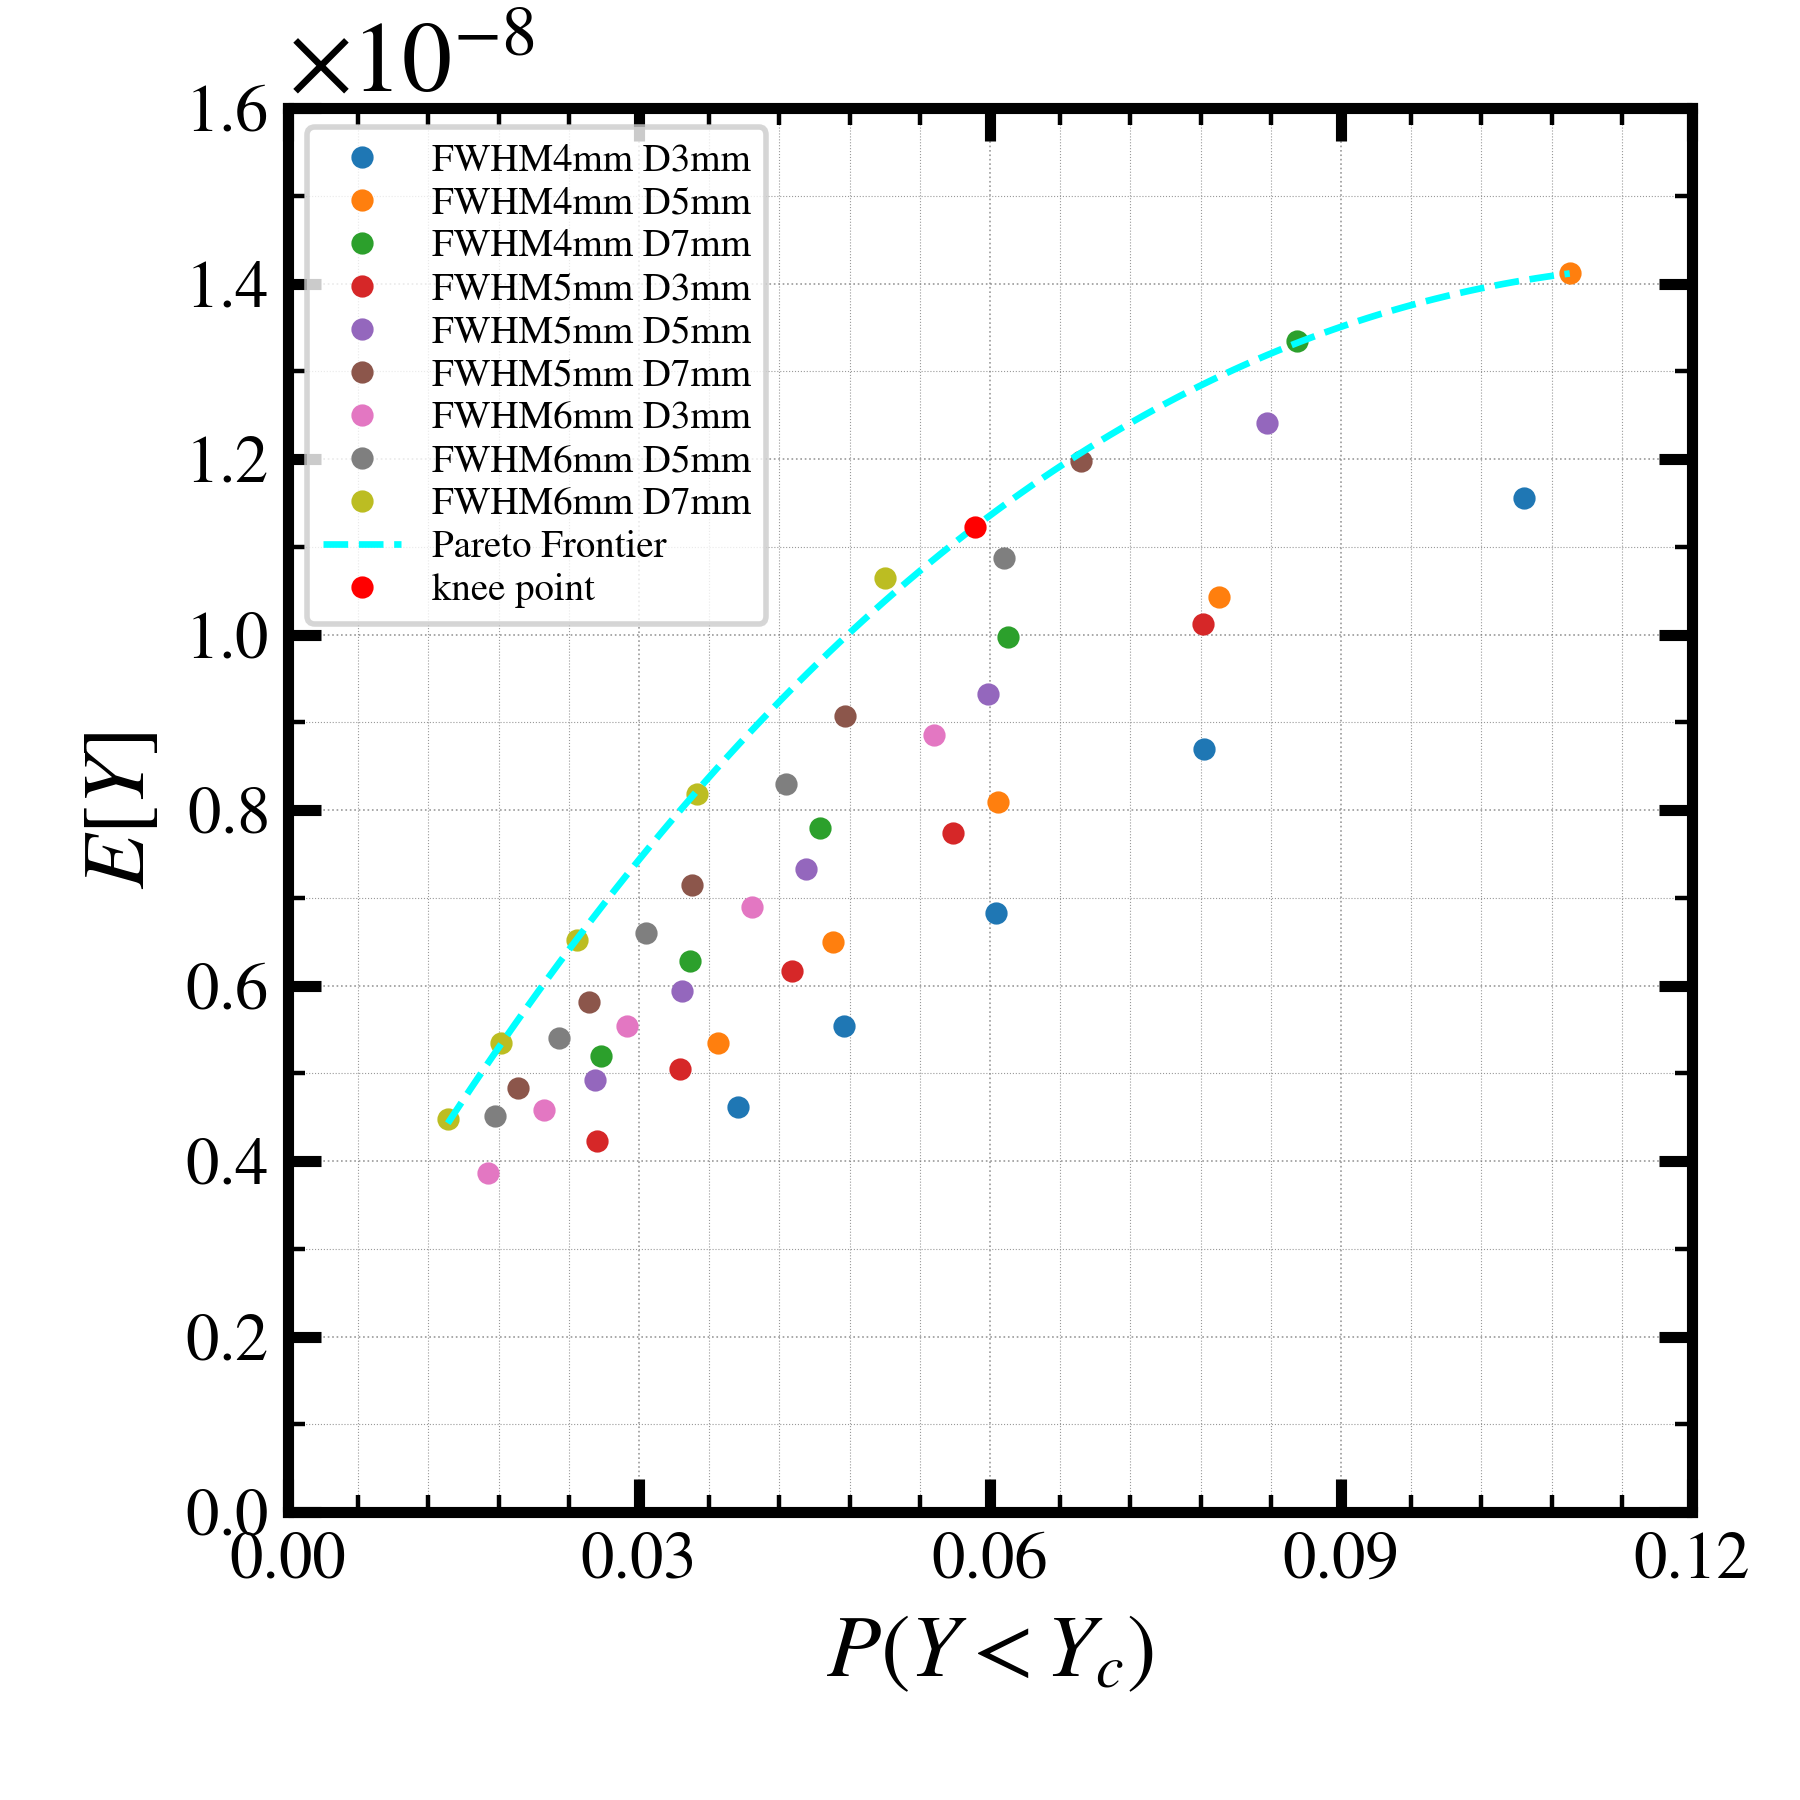 ×10⁻⁸
1.6
1.4
1.2
1.0
0.8
0.6
0.4
0.2
0.0
E[Y]
FWHM4mm D3mm
FWHM4mm D5mm
FWHM4mm D7mm
FWHM5mm D3mm
FWHM5mm D5mm
FWHM5mm D7mm
FWHM6mm D3mm
FWHM6mm D5mm
FWHM6mm D7mm
Pareto Frontier
knee point
0.00 0.03 0.06 0.09 0.12
P(Y < Y_c)